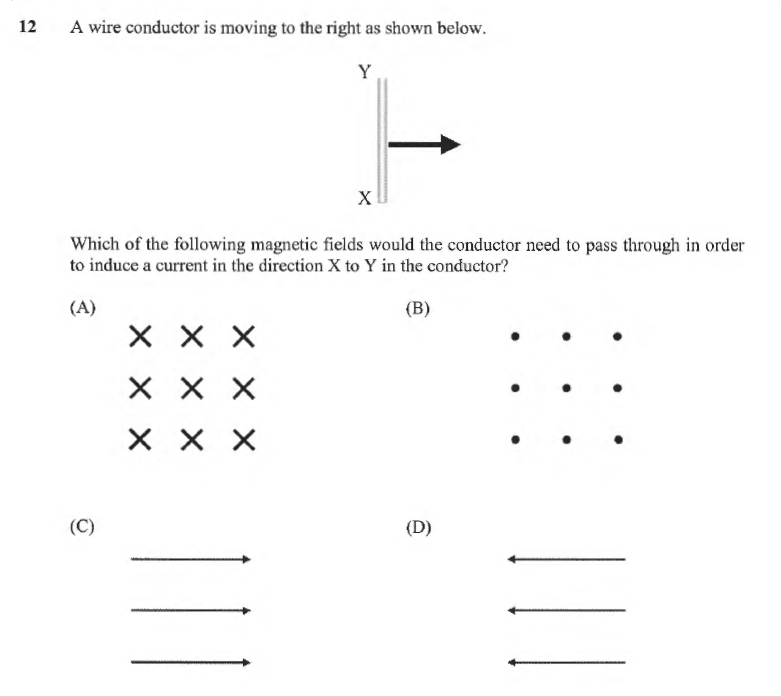 12 A wire conductor is moving to the right as shown below.
Y
X
Which of the following magnetic fields would the conductor need to pass through in order
to induce a current in the direction X to Y in the conductor?
(A) (B)
(C) (D)